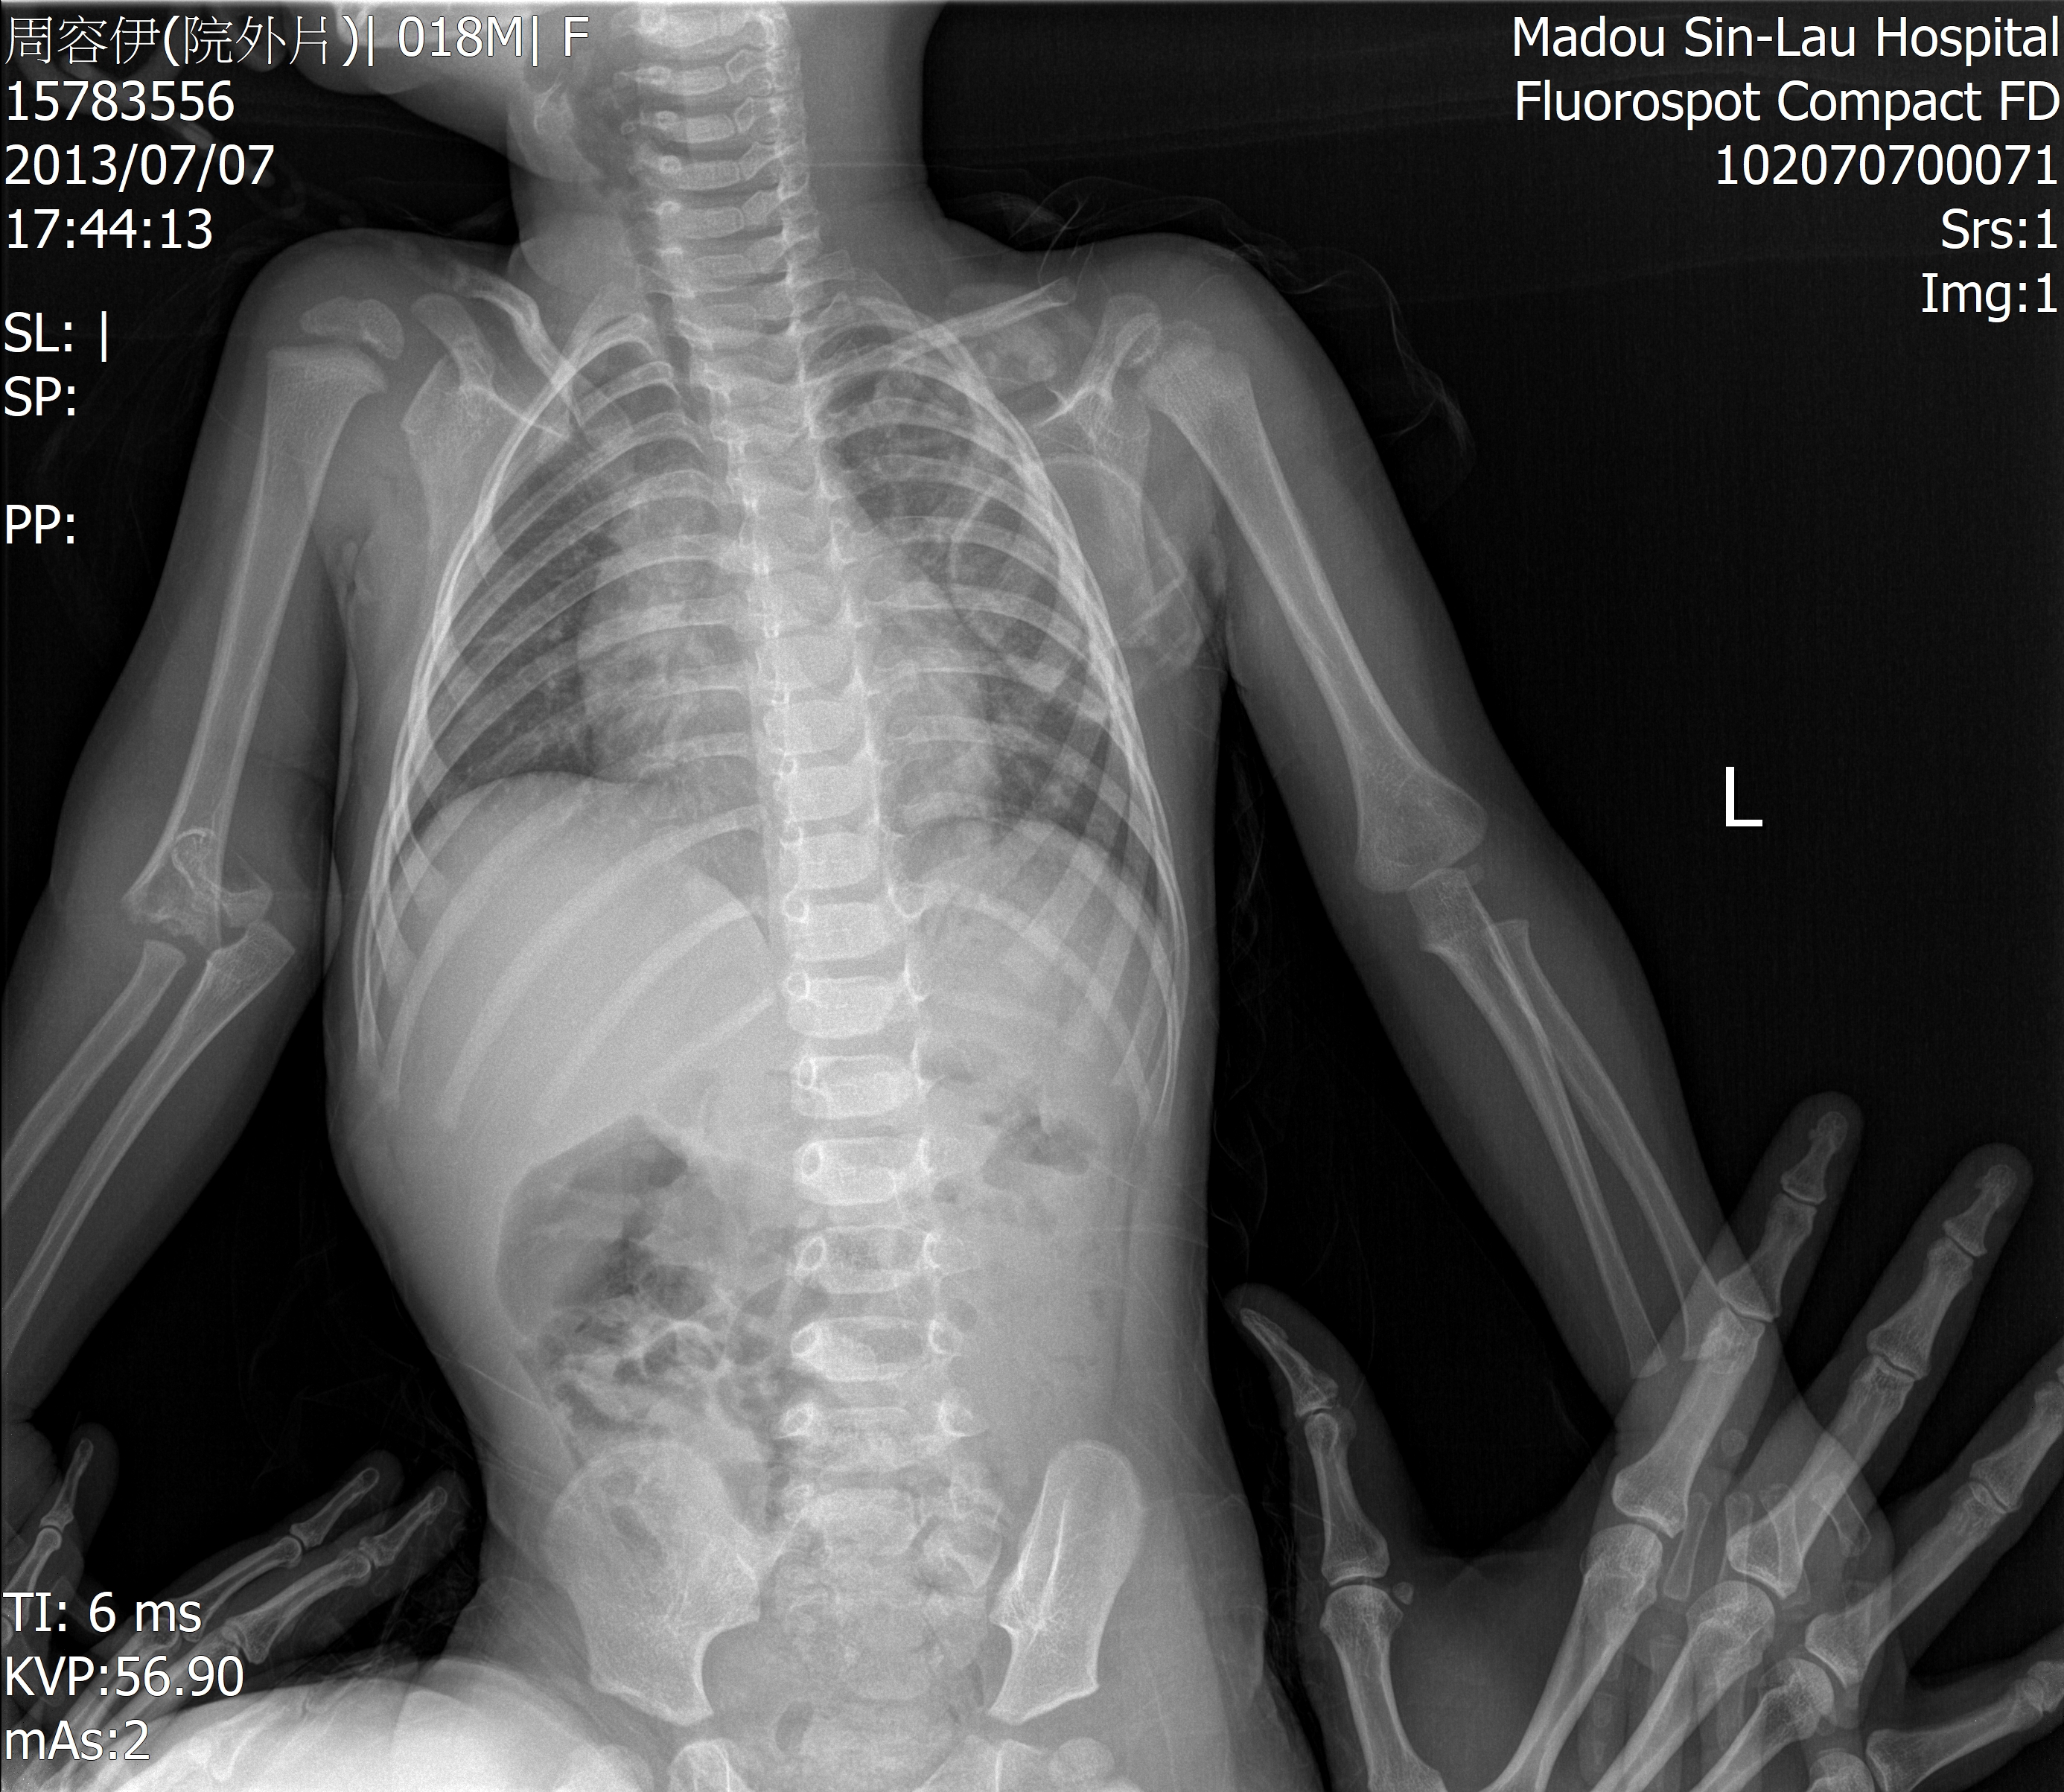 周容伊(院外片)| 018M| F
15783556
2013/07/07
17:44:13
SL: |
SP:
PP:
Madou Sin-Lau Hospital
Fluorospot Compact FD
102070700071
Srs:1
Img:1
L
TI: 6 ms
KVP:56.90
mAs:2